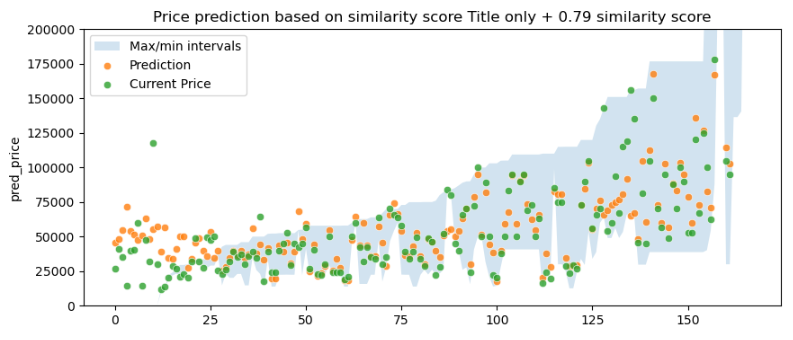 Price prediction based on similarity score Title only + 0.79 similarity score
pred_price
200000
175000
150000
125000
100000
75000
50000
25000
0
Max/min intervals
Prediction
Current Price
0 25 50 75 100 125 150